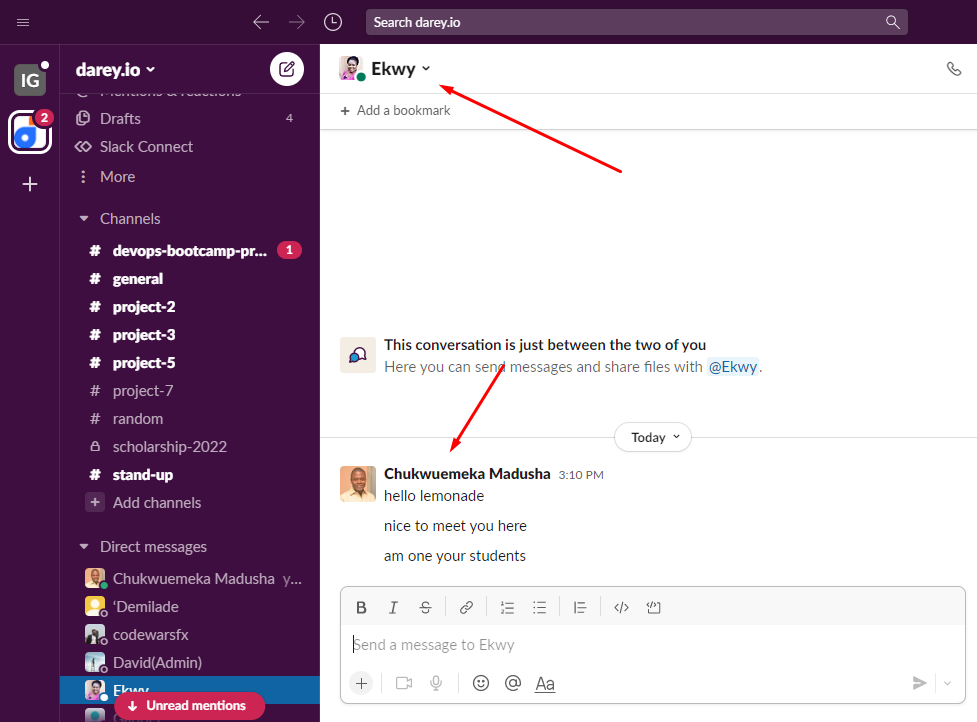 Search darey.io
IG
2
darey.io
Mentions & reactions
Drafts 4
Slack Connect
More
Channels
# devops-bootcamp-pr... 1
# general
# project-2
# project-3
# project-5
# project-7
# random
scholarship-2022
# stand-up
+ Add channels
Direct messages
Chukwuemeka Madusha y...
'Demilade
codewarsfx
David(Admin)
Ekwy
Unread mentions
Ekwy
+ Add a bookmark
This conversation is just between the two of you
Here you can send messages and share files with @Ekwy.
Today
Chukwuemeka Madusha 3:10 PM
hello lemonade
nice to meet you here
am one your students
B I S
Send a message to Ekwy
+ @ Aa